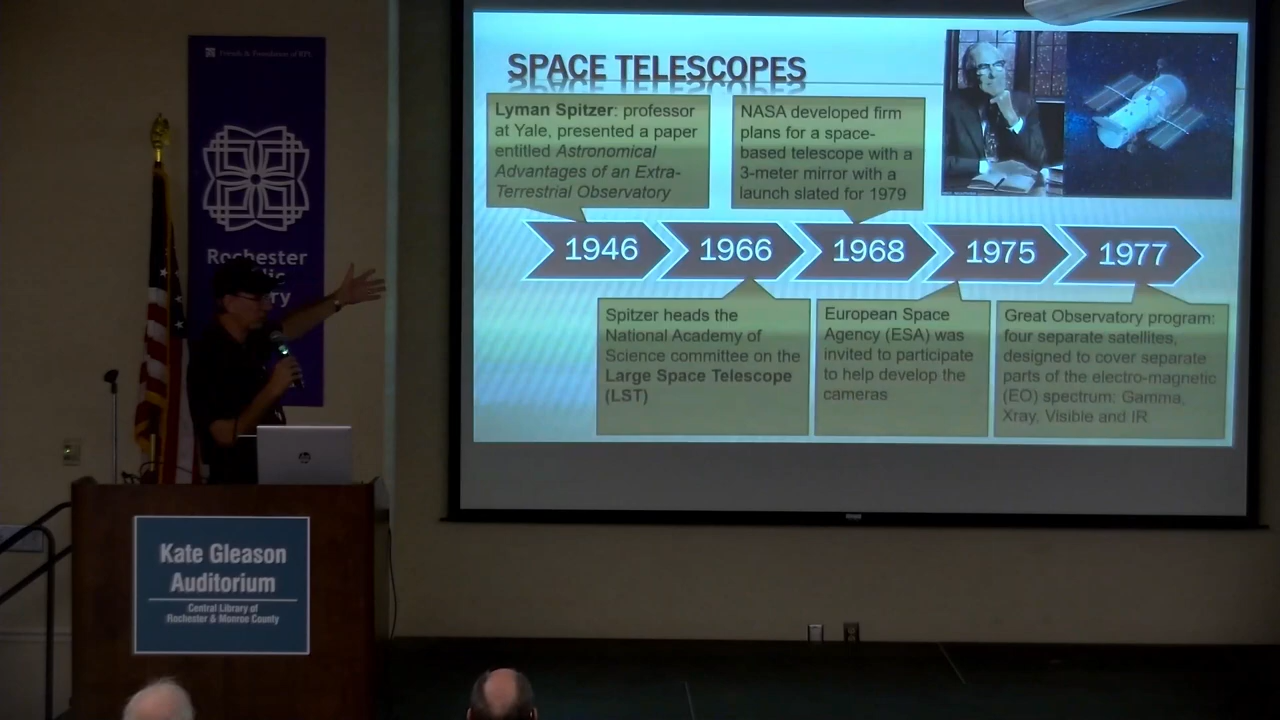 Friends & Foundation of RPL
Rochester
SPACE TELESCOPES
Lyman Spitzer: professor
at Yale, presented a paper
entitled Astronomical
Advantages of an Extra-
Terrestrial Observatory
NASA developed firm
plans for a space-
based telescope with a
3-meter mirror with a
launch slated for 1979
1946
1966
1968
1975
1977
Spitzer heads the
National Academy of
Science committee on the
Large Space Telescope
(LST)
European Space
Agency (ESA) was
invited to participate
to help develop the
cameras
Great Observatory program:
four separate satellites,
designed to cover separate
parts of the electro-magnetic
(EO) spectrum: Gamma,
Xray, Visible and IR
hp
Kate Gleason
Auditorium
Central Library of
Rochester & Monroe County